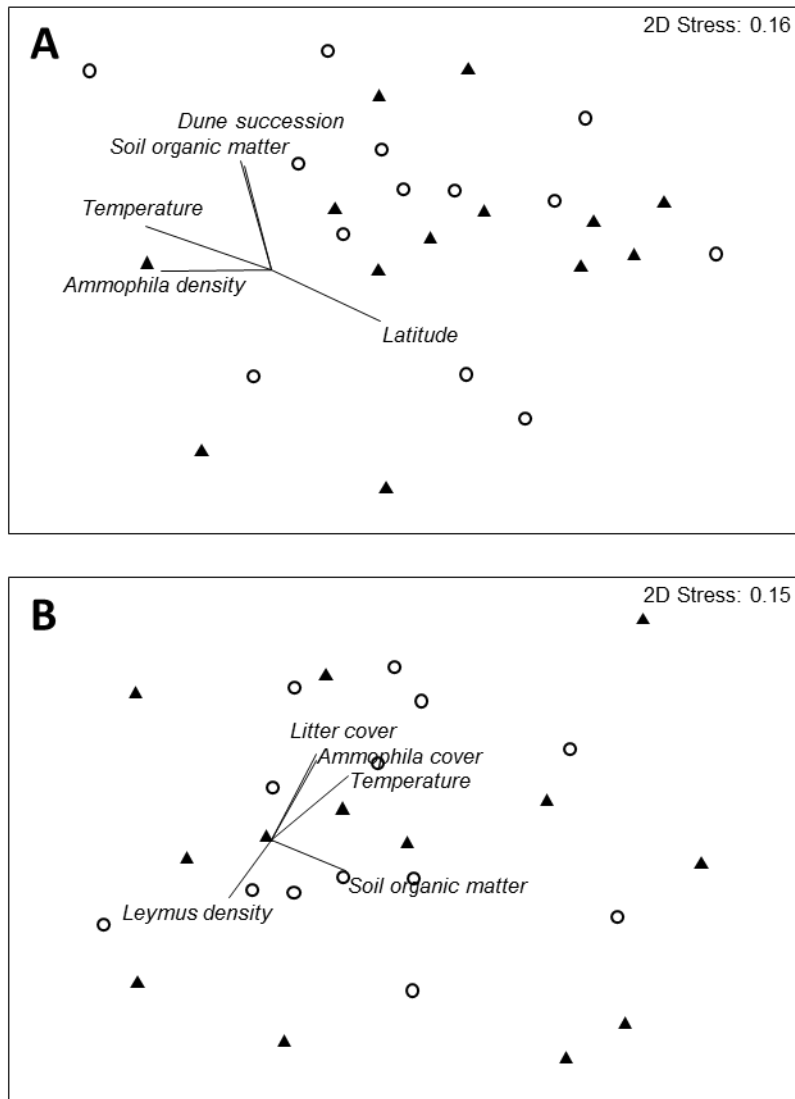 A
2D Stress: 0.16
Dune succession
Soil organic matter
Temperature
Ammophila density
Latitude
B
2D Stress: 0.15
Litter cover
Ammophila cover
Temperature
Soil organic matter
Leymus density